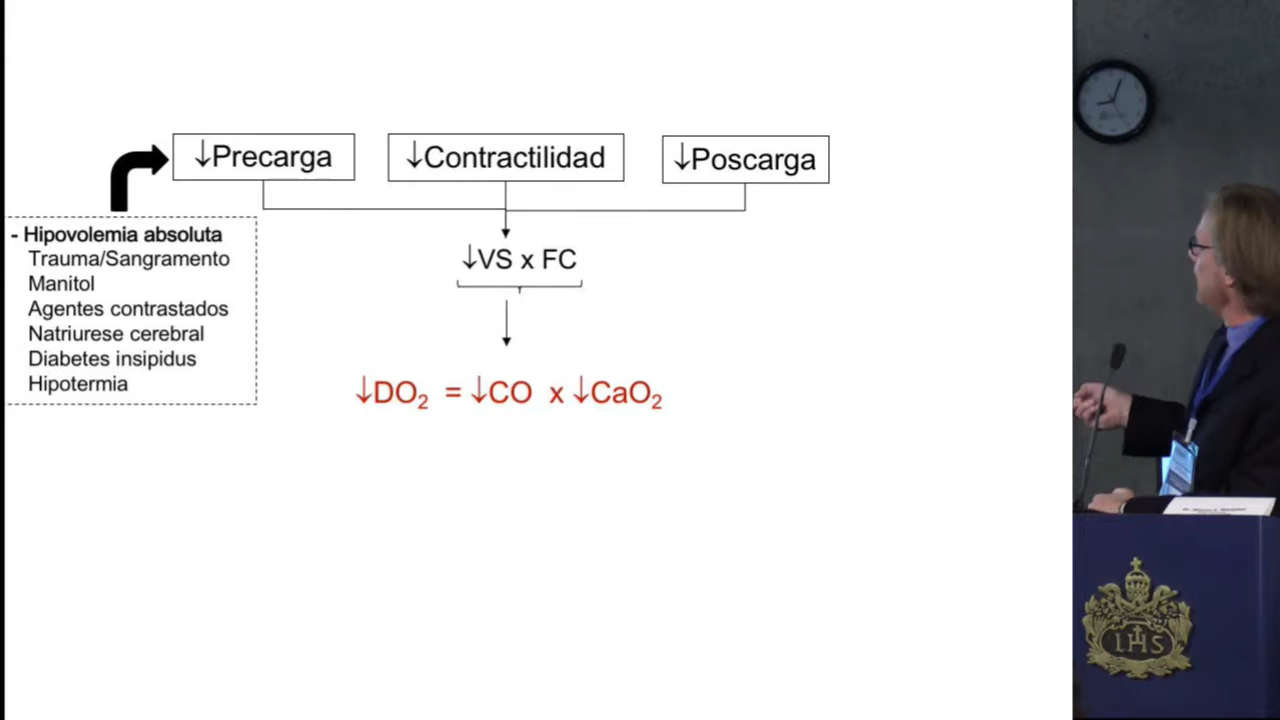 ↓Precarga
↓Contractilidad
↓Poscarga
- Hipovolemia absoluta
Trauma/Sangramento
Manitol
Agentes contrastados
Natriurese cerebral
Diabetes insipidus
Hipotermia
↓VS x FC
↓DO₂ = ↓CO x ↓CaO₂
IHS